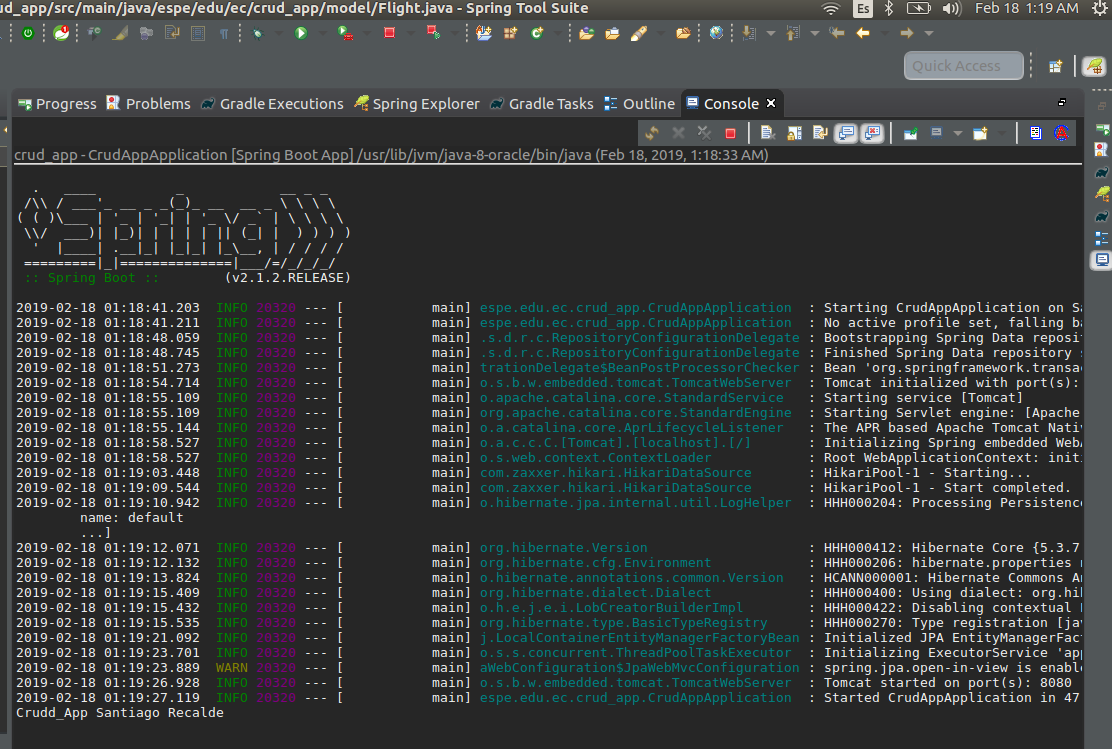 ud_app/src/main/java/espe/edu/ec/crud_app/model/Flight.java - Spring Tool Suite
Es
Feb 18 1:19 AM
Quick Access
Progress Problems Gradle Executions Spring Explorer Gradle Tasks Outline Console
crud_app - CrudAppApplication [Spring Boot App] /usr/lib/jvm/java-8-oracle/bin/java (Feb 18, 2019, 1:18:33 AM)
Spring
:: Spring Boot :: (v2.1.2.RELEASE)
2019-02-18 01:18:41.203 INFO 20320 --- [ main] espe.edu.ec.crud_app.CrudAppApplication : Starting CrudAppApplication on Sa
2019-02-18 01:18:41.211 INFO 20320 --- [ main] espe.edu.ec.crud_app.CrudAppApplication : No active profile set, falling ba
2019-02-18 01:18:48.059 INFO 20320 --- [ main] .s.d.r.c.RepositoryConfigurationDelegate : Bootstrapping Spring Data reposit
2019-02-18 01:18:48.745 INFO 20320 --- [ main] .s.d.r.c.RepositoryConfigurationDelegate : Finished Spring Data repository s
2019-02-18 01:18:51.273 INFO 20320 --- [ main] trationDelegate$BeanPostProcessorChecker : Bean 'org.springframework.transac
2019-02-18 01:18:54.714 INFO 20320 --- [ main] o.s.b.w.embedded.tomcat.TomcatWebServer : Tomcat initialized with port(s):
2019-02-18 01:18:55.109 INFO 20320 --- [ main] o.apache.catalina.core.StandardService : Starting service [Tomcat]
2019-02-18 01:18:55.109 INFO 20320 --- [ main] org.apache.catalina.core.StandardEngine : Starting Servlet engine: [Apache
2019-02-18 01:18:55.144 INFO 20320 --- [ main] o.a.catalina.core.AprLifecycleListener : The APR based Apache Tomcat Nativ
2019-02-18 01:18:58.527 INFO 20320 --- [ main] o.a.c.c.C.[Tomcat].[localhost].[/] : Initializing Spring embedded WebA
2019-02-18 01:18:58.527 INFO 20320 --- [ main] o.s.web.context.ContextLoader : Root WebApplicationContext: initi
2019-02-18 01:19:03.448 INFO 20320 --- [ main] com.zaxxer.hikari.HikariDataSource : HikariPool-1 - Starting...
2019-02-18 01:19:09.544 INFO 20320 --- [ main] com.zaxxer.hikari.HikariDataSource : HikariPool-1 - Start completed.
2019-02-18 01:19:10.942 INFO 20320 --- [ main] o.hibernate.jpa.internal.util.LogHelper : HHH000204: Processing Persistence
name: default
...]
2019-02-18 01:19:12.071 INFO 20320 --- [ main] org.hibernate.Version : HHH000412: Hibernate Core {5.3.7
2019-02-18 01:19:12.132 INFO 20320 --- [ main] org.hibernate.cfg.Environment : HHH000206: hibernate.properties n
2019-02-18 01:19:13.824 INFO 20320 --- [ main] o.hibernate.annotations.common.Version : HCANN000001: Hibernate Commons An
2019-02-18 01:19:15.409 INFO 20320 --- [ main] org.hibernate.dialect.Dialect : HHH000400: Using dialect: org.hib
2019-02-18 01:19:15.432 INFO 20320 --- [ main] o.h.e.j.e.i.LobCreatorBuilderImpl : HHH000422: Disabling contextual
2019-02-18 01:19:15.535 INFO 20320 --- [ main] org.hibernate.type.BasicTypeRegistry : HHH000270: Type registration [jav
2019-02-18 01:19:21.092 INFO 20320 --- [ main] j.LocalContainerEntityManagerFactoryBean : Initialized JPA EntityManagerFact
2019-02-18 01:19:23.701 INFO 20320 --- [ main] o.s.s.concurrent.ThreadPoolTaskExecutor : Initializing ExecutorService 'app
2019-02-18 01:19:23.889 WARN 20320 --- [ main] aWebConfiguration$JpaWebMvcConfiguration : spring.jpa.open-in-view is enable
2019-02-18 01:19:26.928 INFO 20320 --- [ main] o.s.b.w.embedded.tomcat.TomcatWebServer : Tomcat started on port(s): 8080
2019-02-18 01:19:27.119 INFO 20320 --- [ main] espe.edu.ec.crud_app.CrudAppApplication : Started CrudAppApplication in 47
Crudd_App Santiago Recalde